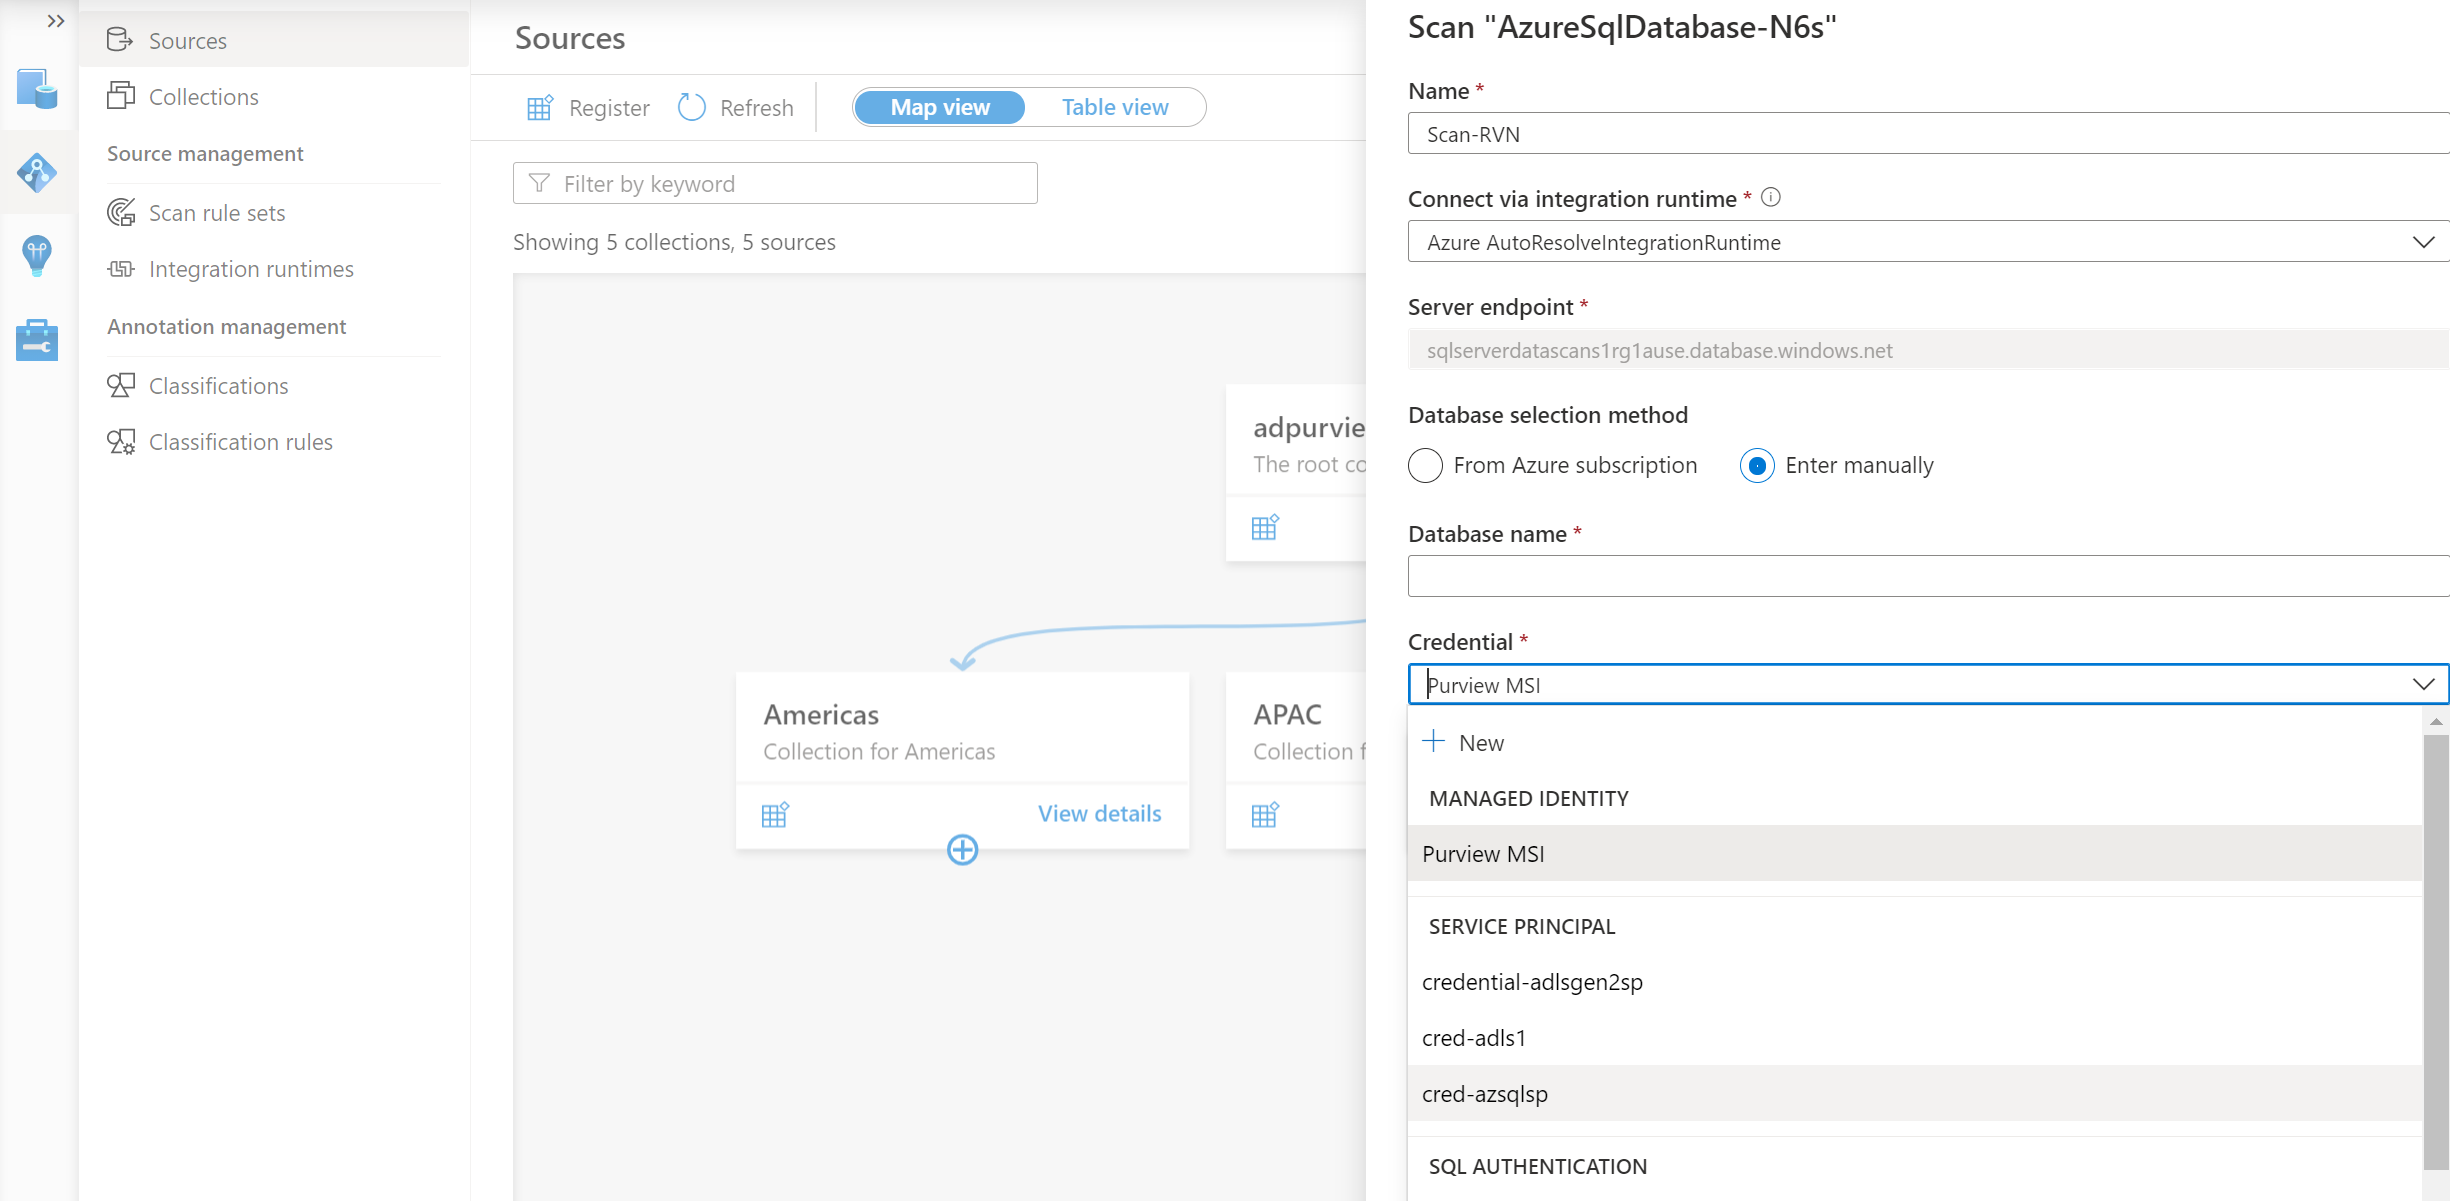 Sources
Collections
Source management
Scan rule sets
Integration runtimes
Annotation management
Classifications
Classification rules
Sources
Register
Refresh
Map view
Table view
Filter by keyword
Showing 5 collections, 5 sources
adpurvie
The root co
Americas
Collection for Americas
View details
APAC
Collection f
Scan "AzureSqlDatabase-N6s"
Name *
Scan-RVN
Connect via integration runtime *
Azure AutoResolveIntegrationRuntime
Server endpoint *
sqlserverdatascans1rg1ause.database.windows.net
Database selection method
From Azure subscription
Enter manually
Database name *
Credential *
Purview MSI
New
MANAGED IDENTITY
Purview MSI
SERVICE PRINCIPAL
credential-adlsgen2sp
cred-adls1
cred-azsqlsp
SQL AUTHENTICATION